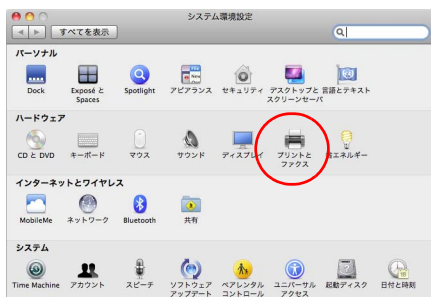 システム環境設定
すべてを表示
パーソナル
Dock
Exposé と
Spaces
Spotlight
アピアランス
セキュリティ
デスクトップと
スクリーンセーバ
言語とテキスト
ハードウェア
CD と DVD
キーボード
マウス
サウンド
ディスプレイ
プリントと
ファクス
省エネルギー
インターネットとワイヤレス
MobileMe
ネットワーク
Bluetooth
共有
システム
Time Machine
アカウント
スピーチ
ソフトウェア
アップデート
ペアレンタル
コントロール
ユニバーサル
アクセス
起動ディスク
日付と時刻